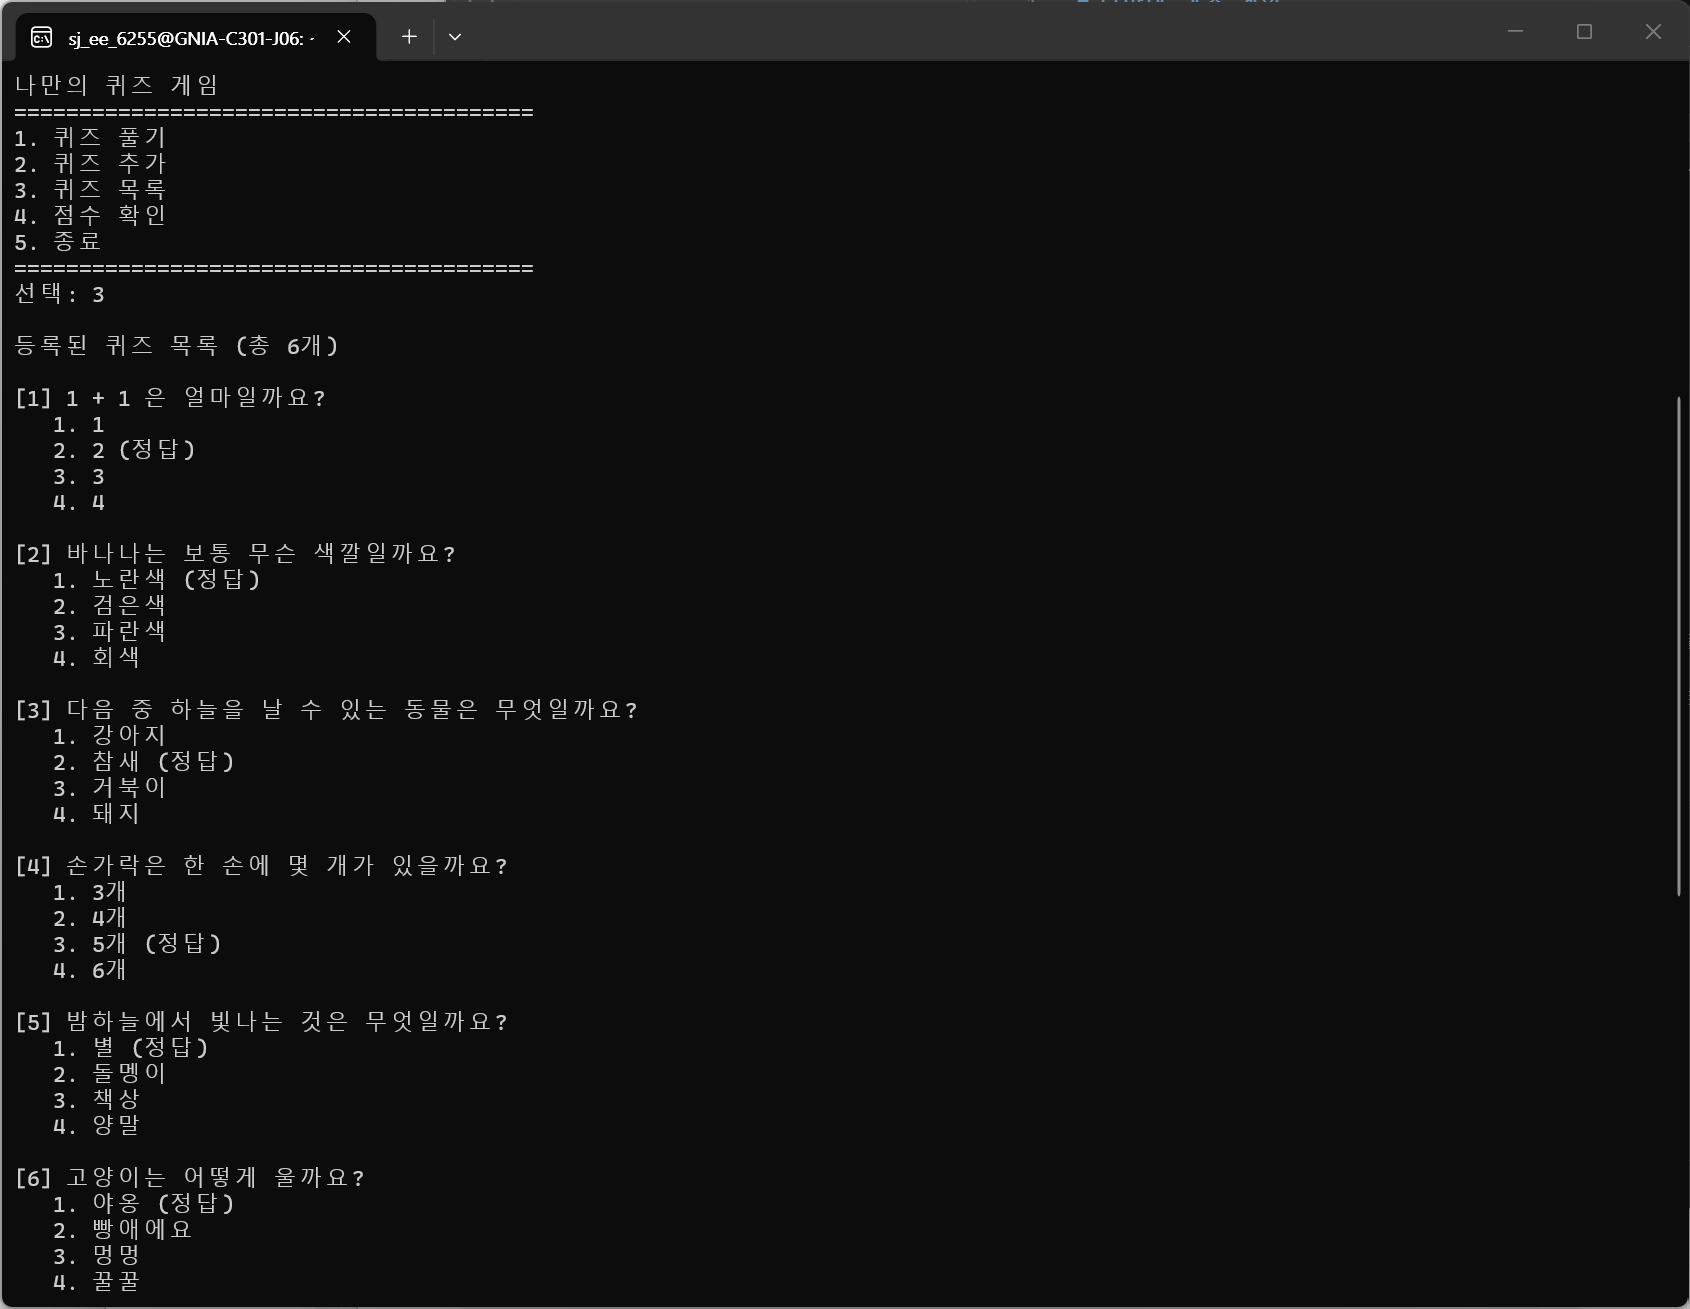 sj_ee_6255@GNIA-C301-J06: -
나만의 퀴즈 게임
========================================
1. 퀴즈 풀기
2. 퀴즈 추가
3. 퀴즈 목록
4. 점수 확인
5. 종료
========================================
선택: 3
등록된 퀴즈 목록 (총 6개)
[1] 1 + 1 은 얼마일까요?
1. 1
2. 2 (정답)
3. 3
4. 4
[2] 바나나는 보통 무슨 색깔일까요?
1. 노란색 (정답)
2. 검은색
3. 파란색
4. 회색
[3] 다음 중 하늘을 날 수 있는 동물은 무엇일까요?
1. 강아지
2. 참새 (정답)
3. 거북이
4. 돼지
[4] 손가락은 한 손에 몇 개가 있을까요?
1. 3개
2. 4개
3. 5개 (정답)
4. 6개
[5] 밤하늘에서 빛나는 것은 무엇일까요?
1. 별 (정답)
2. 돌멩이
3. 책상
4. 양말
[6] 고양이는 어떻게 울까요?
1. 야옹 (정답)
2. 빵애에요
3. 멍멍
4. 꿀꿀